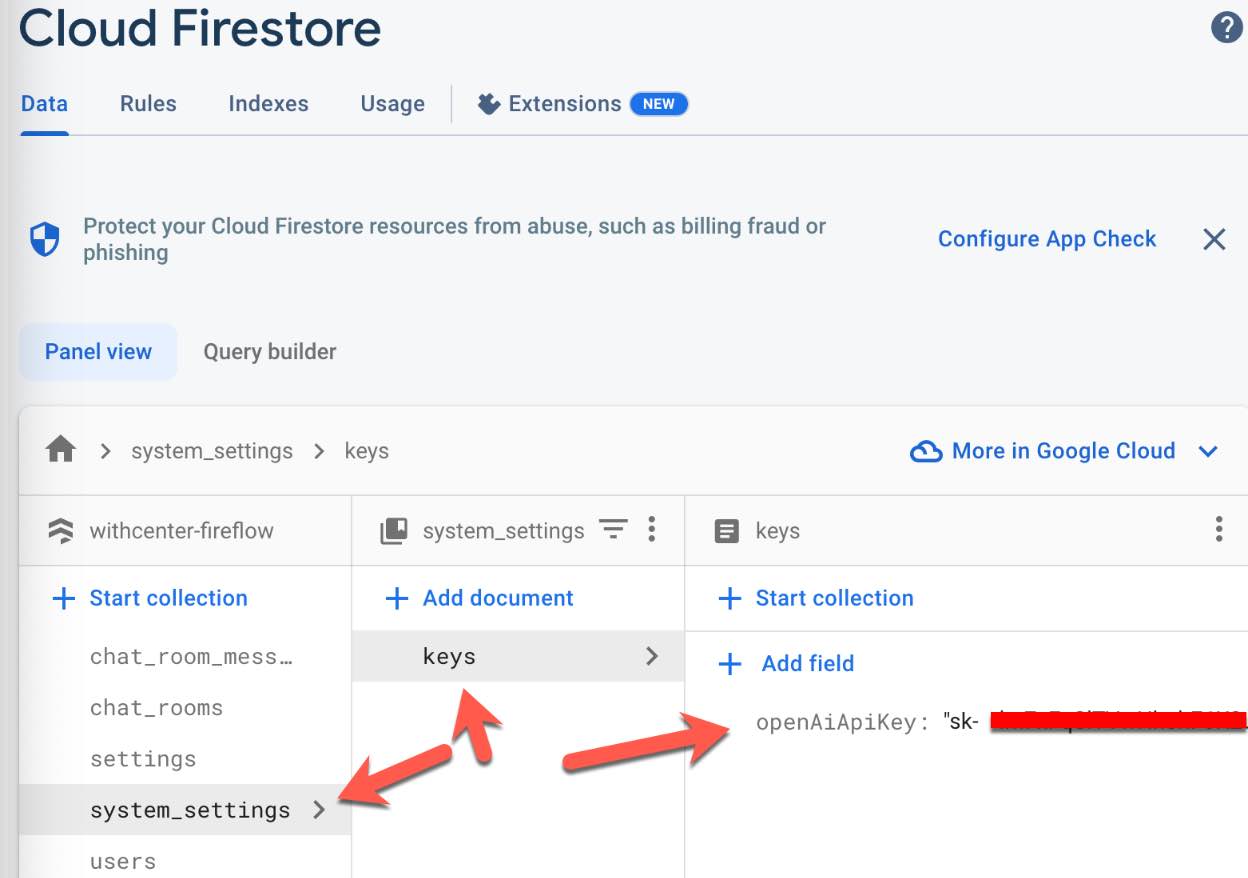 Cloud Firestore
Data Rules Indexes Usage Extensions NEW
Protect your Cloud Firestore resources from abuse, such as billing fraud or
phishing
Configure App Check
Panel view Query builder
system_settings > keys
More in Google Cloud
withcenter-fireflow
system_settings
keys
Start collection
Add document
Start collection
chat_room_mess…
keys
Add field
chat_rooms
openAiApiKey: "sk-
settings
system_settings
users